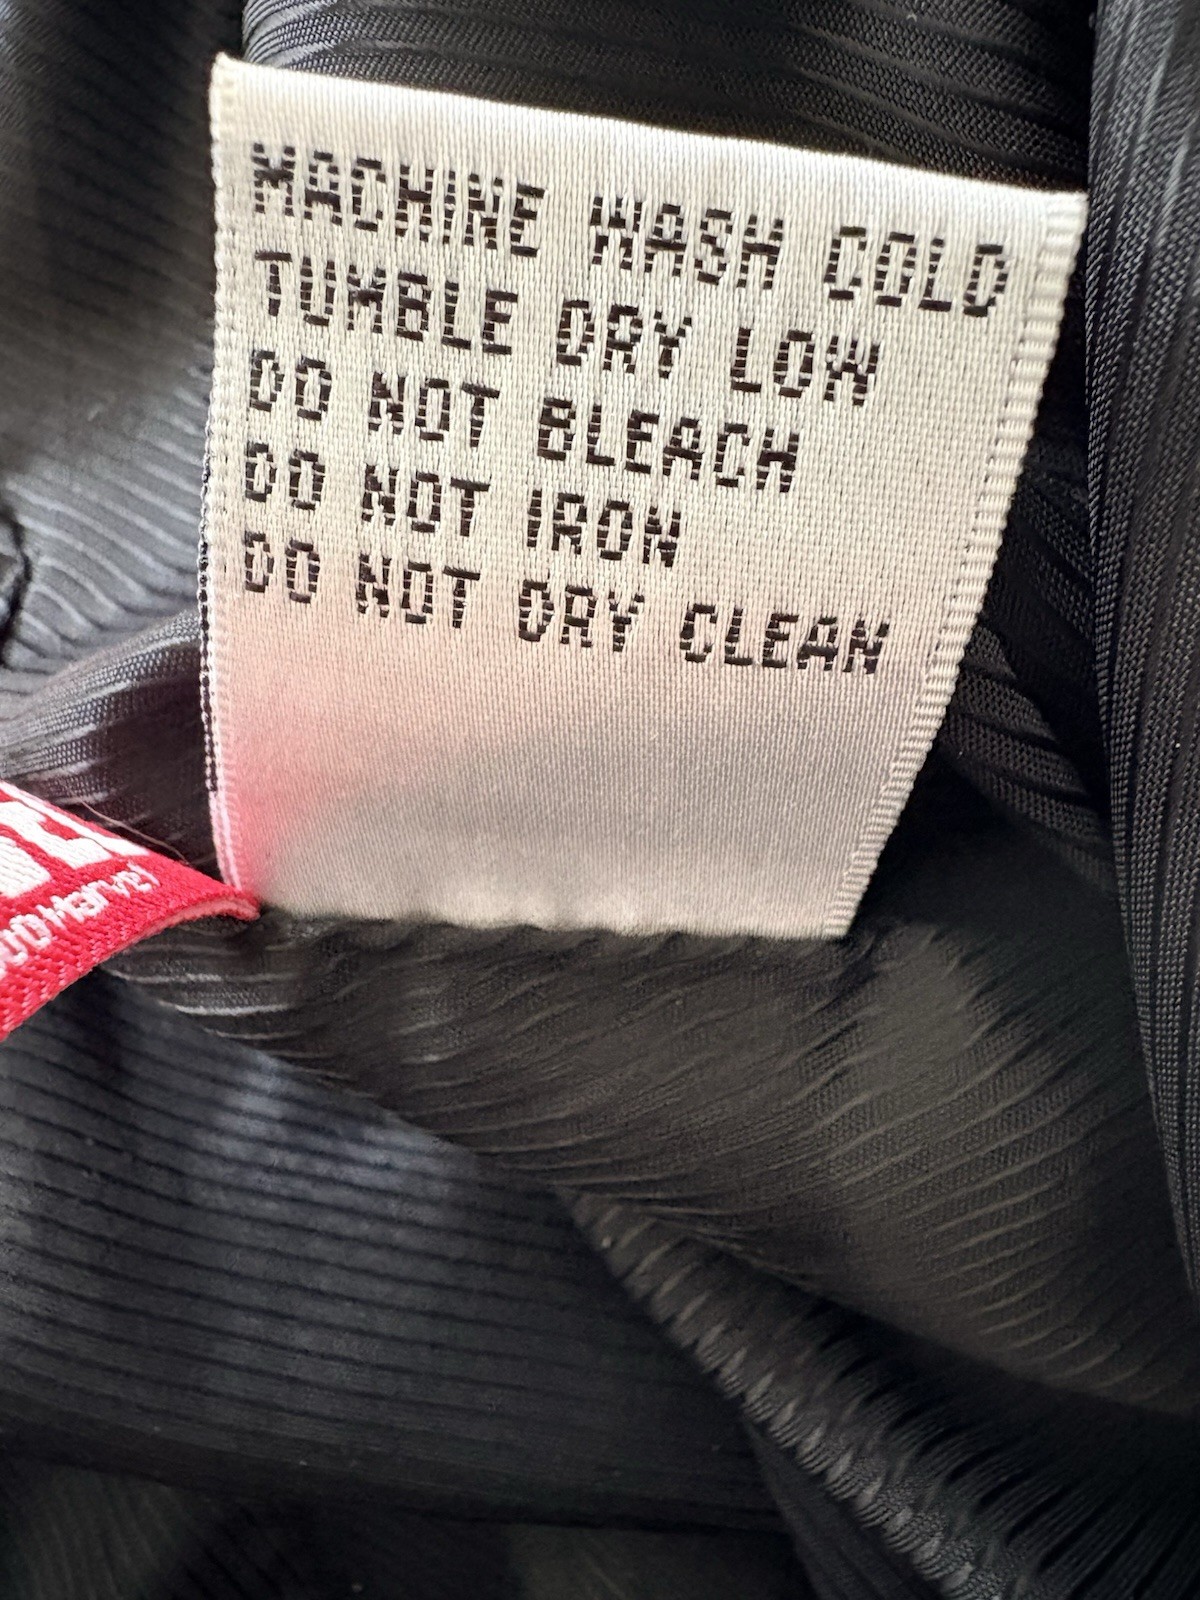 MACHINE WASH COLD
TUMBLE DRY LOW
DO NOT BLEACH
DO NOT IRON
DO NOT DRY CLEAN